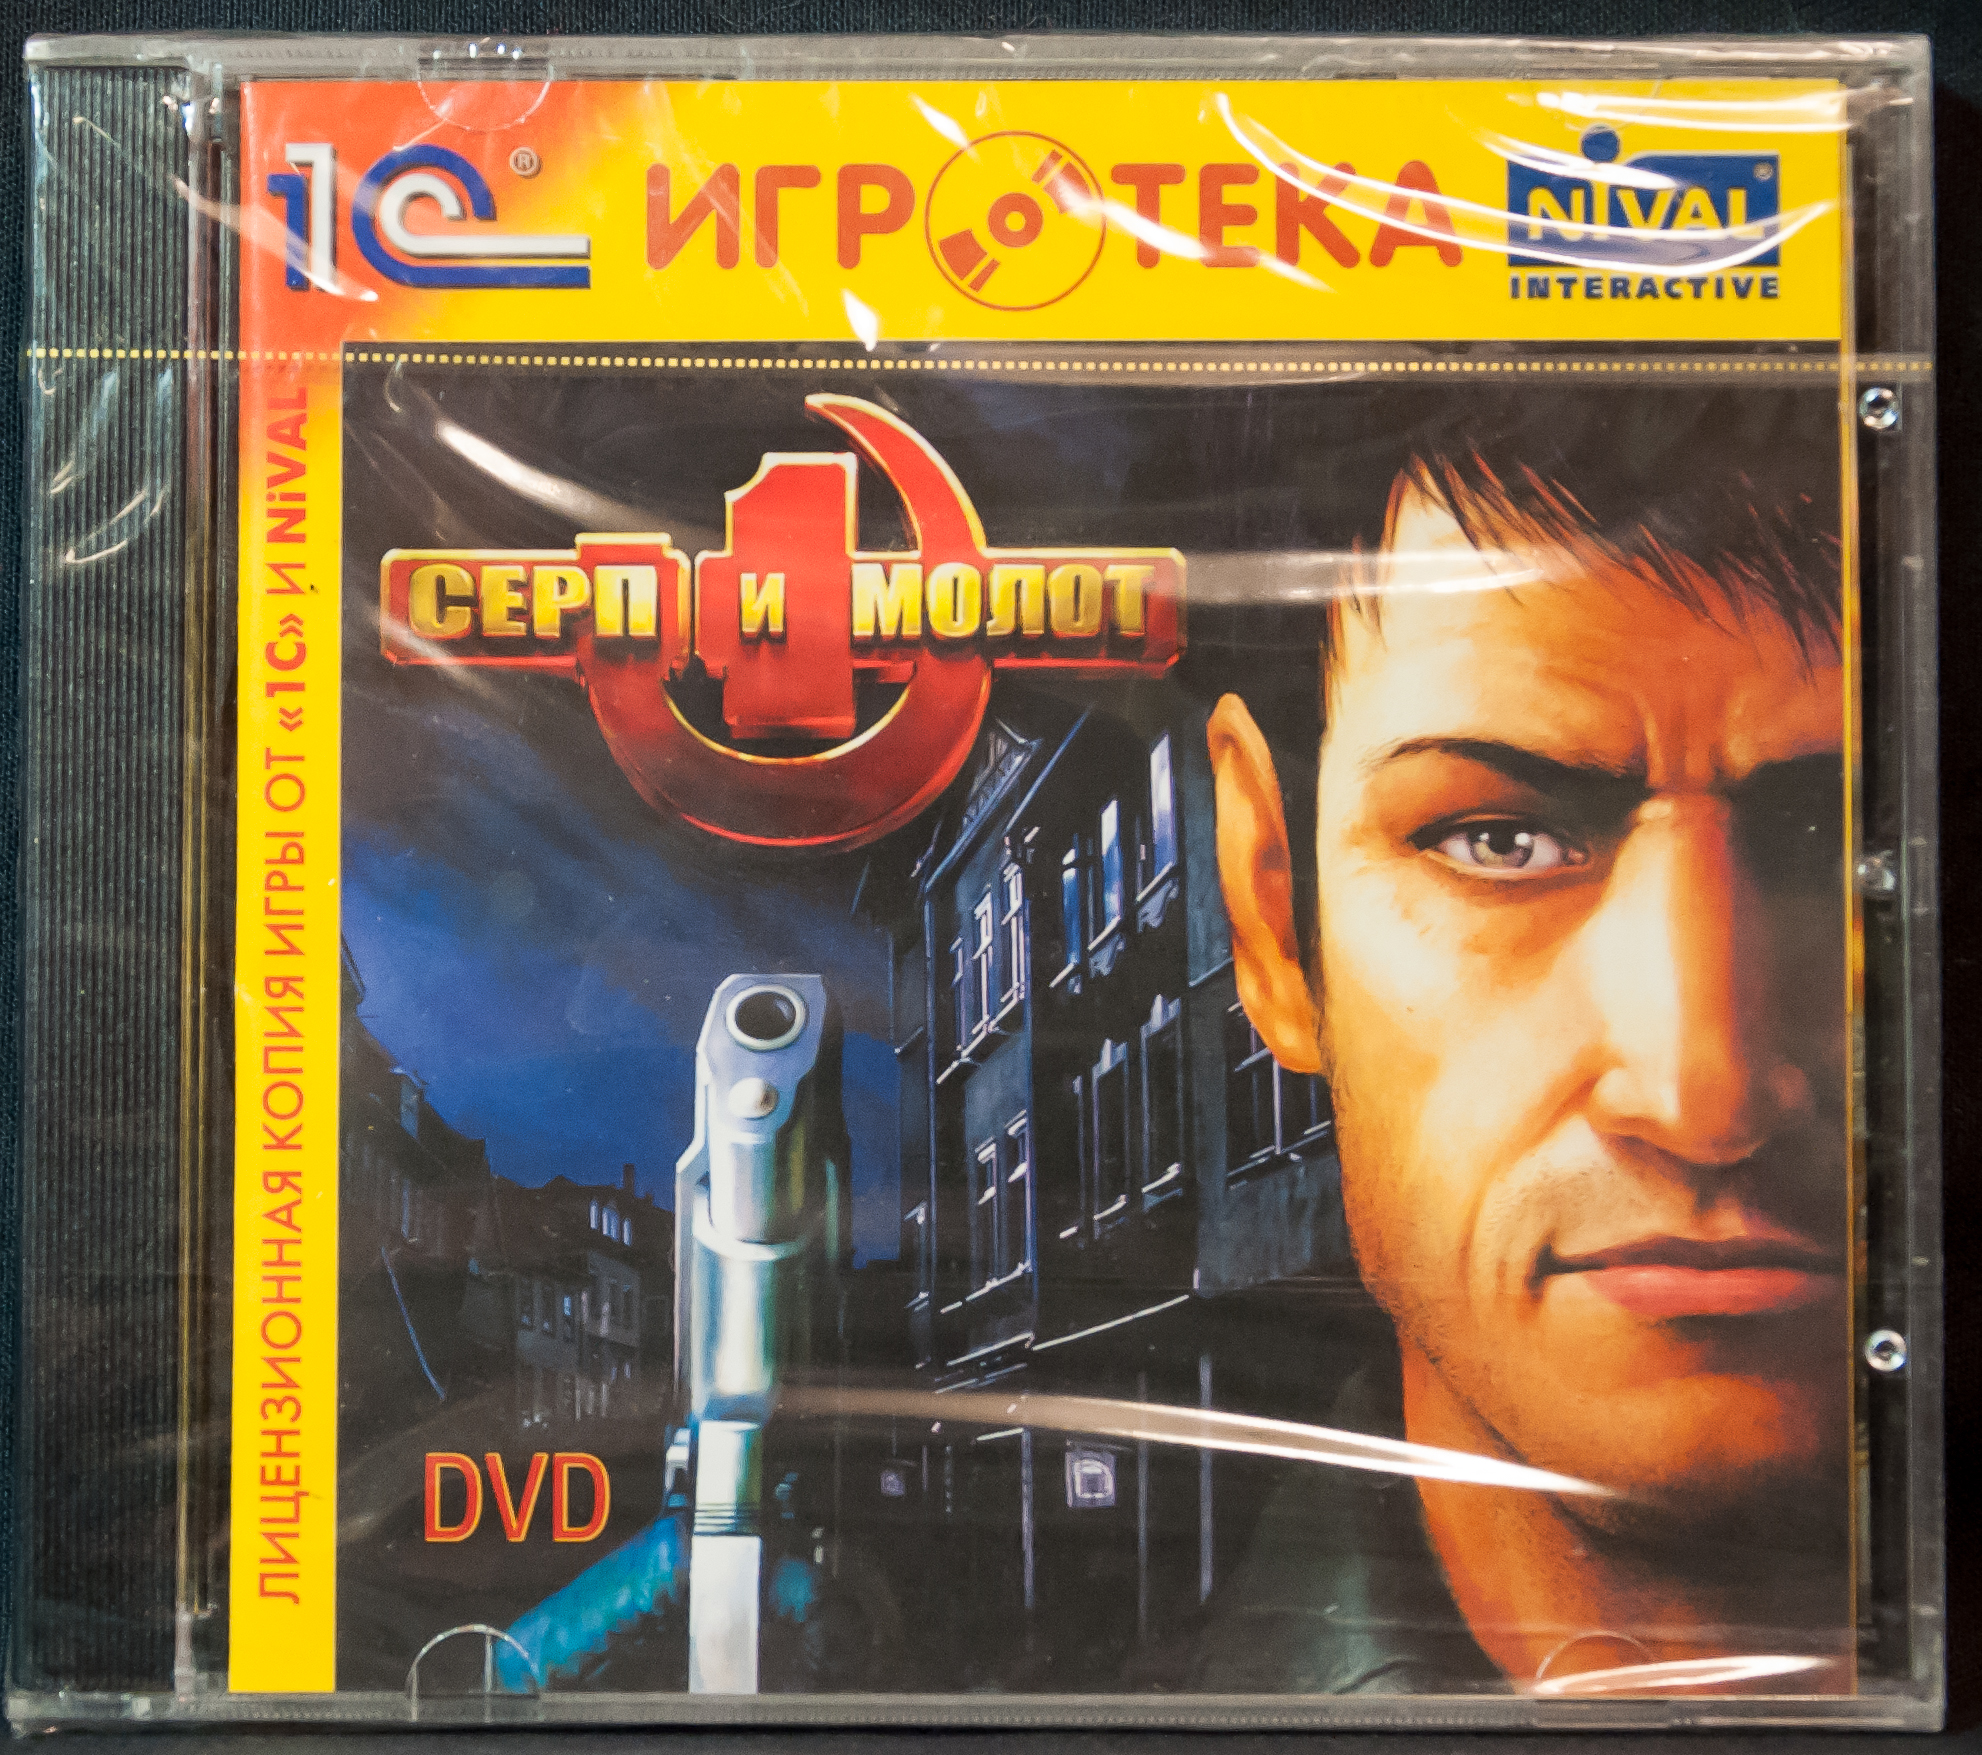 1С®
ИГРОТЕКА
NiVAL®
INTERACTIVE
ЛИЦЕНЗИОННАЯ КОПИЯ ИГРЫ ОТ «1С» И NiVAL
СЕРП И МОЛОТ
DVD